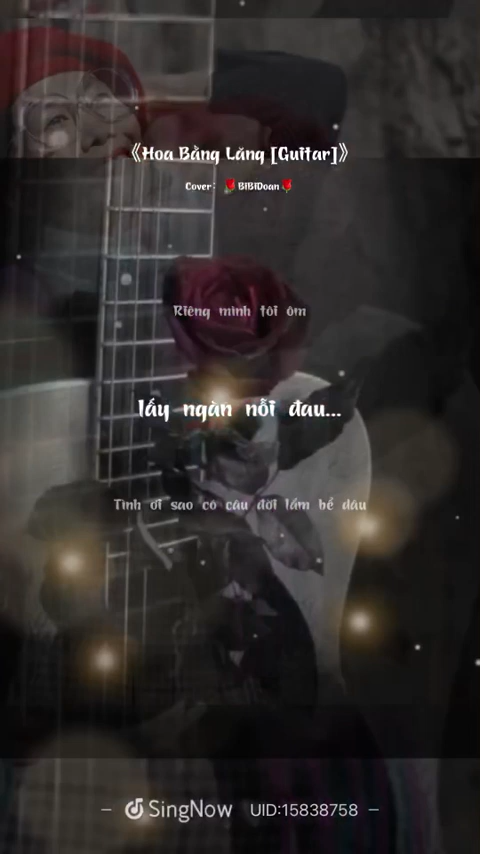 《Hoa Bằng Lăng [Guitar]》
Cover: 🌹BiBiDoan🌹
Riêng mình tôi ôm
lấy ngàn nỗi đau...
Tình ơi sao có câu đời lắm bể dâu
SingNow UID:15838758